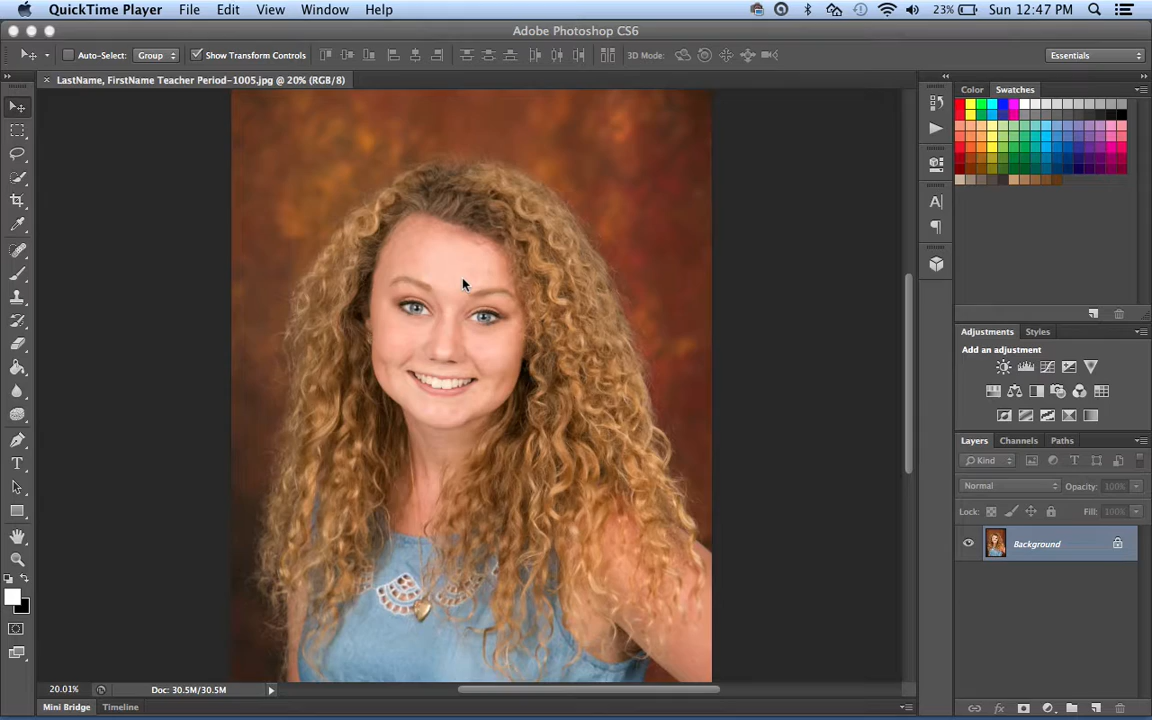 QuickTime Player File Edit View Window Help 23% Sun 12:47 PM
Adobe Photoshop CS6
Auto-Select: Group Show Transform Controls 3D Mode: Essentials
LastName, FirstName Teacher Period-1005.jpg @ 20% (RGB/8)
Color Swatches
Adjustments Styles
Add an adjustment
Layers Channels Paths
Kind
Normal Opacity: 100%
Lock: Fill: 100%
Background
20.01% Doc: 30.5M/30.5M
Mini Bridge Timeline